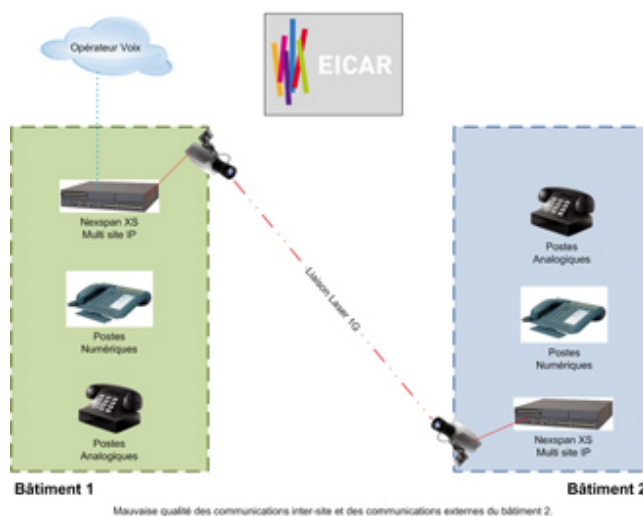 Opérateur Voix
EICAR
Nexspan XS
Multi site IP
Postes
Numériques
Postes
Analogiques
Bâtiment 1
Liaison Laser 1G
Postes
Analogiques
Postes
Numériques
Nexspan XS
Multi site IP
Bâtiment 2
Mauvaise qualité des communications inter-site et des communications externes du bâtiment 2.